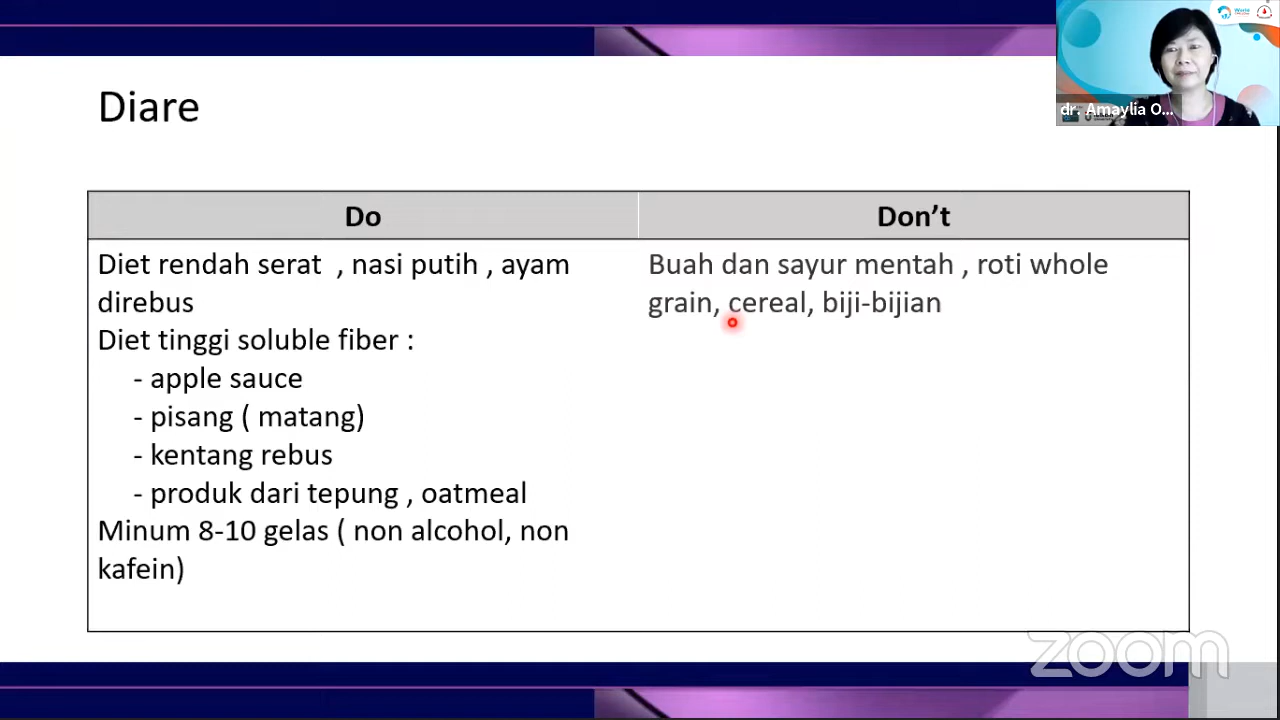 Diare
dr. Amaylia O...
Do
Don't
Diet rendah serat , nasi putih , ayam
direbus
Diet tinggi soluble fiber :
- apple sauce
- pisang ( matang)
- kentang rebus
- produk dari tepung , oatmeal
Minum 8-10 gelas ( non alcohol, non
kafein)
Buah dan sayur mentah , roti whole
grain, cereal, biji-bijian
zoom